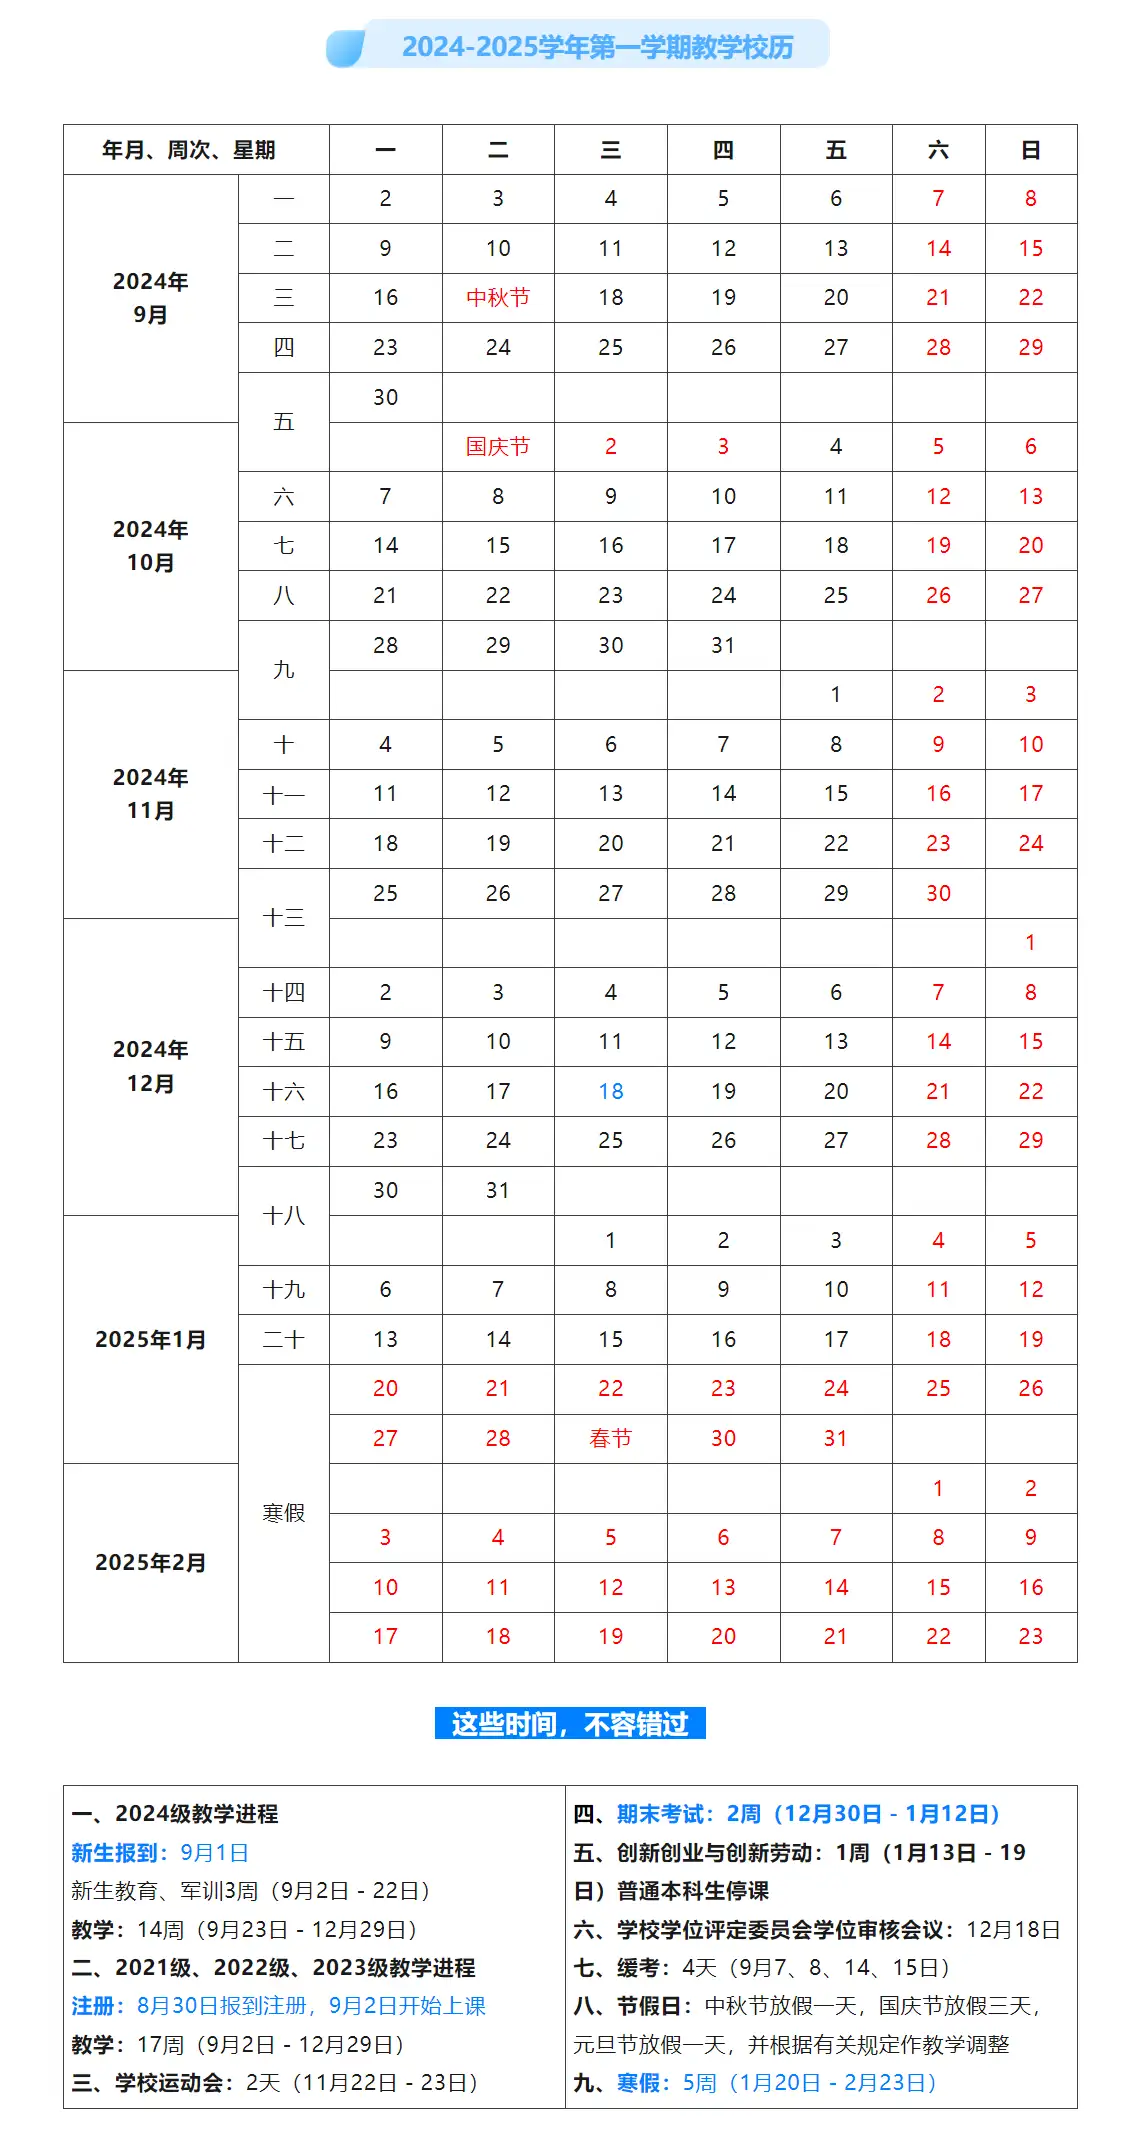 2024-2025学年第一学期教学校历
年月、周次、星期 一 二 三 四 五 六 日
2024年
9月
一 2 3 4 5 6 7 8
二 9 10 11 12 13 14 15
三 16 中秋节 18 19 20 21 22
四 23 24 25 26 27 28 29
五 30
2024年
10月
国庆节 2 3 4 5 6
六 7 8 9 10 11 12 13
七 14 15 16 17 18 19 20
八 21 22 23 24 25 26 27
九 28 29 30 31
2024年
11月
1 2 3
十 4 5 6 7 8 9 10
十一 11 12 13 14 15 16 17
十二 18 19 20 21 22 23 24
十三 25 26 27 28 29 30
2024年
12月
1
十四 2 3 4 5 6 7 8
十五 9 10 11 12 13 14 15
十六 16 17 18 19 20 21 22
十七 23 24 25 26 27 28 29
十八 30 31
2025年1月
1 2 3 4 5
十九 6 7 8 9 10 11 12
二十 13 14 15 16 17 18 19
寒假 20 21 22 23 24 25 26
27 28 春节 30 31
2025年2月
1 2
3 4 5 6 7 8 9
10 11 12 13 14 15 16
17 18 19 20 21 22 23
这些时间，不容错过
一、2024级教学进程
新生报到：9月1日
新生教育、军训3周（9月2日 - 22日）
教学：14周（9月23日 - 12月29日）
二、2021级、2022级、2023级教学进程
注册：8月30日报到注册，9月2日开始上课
教学：17周（9月2日 - 12月29日）
三、学校运动会：2天（11月22日 - 23日）
四、期末考试：2周（12月30日 - 1月12日）
五、创新创业与创新劳动：1周（1月13日 - 19
日）普通本科生停课
六、学校学位评定委员会学位审核会议：12月18日
七、缓考：4天（9月7、8、14、15日）
八、节假日：中秋节放假一天，国庆节放假三天，
元旦节放假一天，并根据有关规定作教学调整
九、寒假：5周（1月20日 - 2月23日）